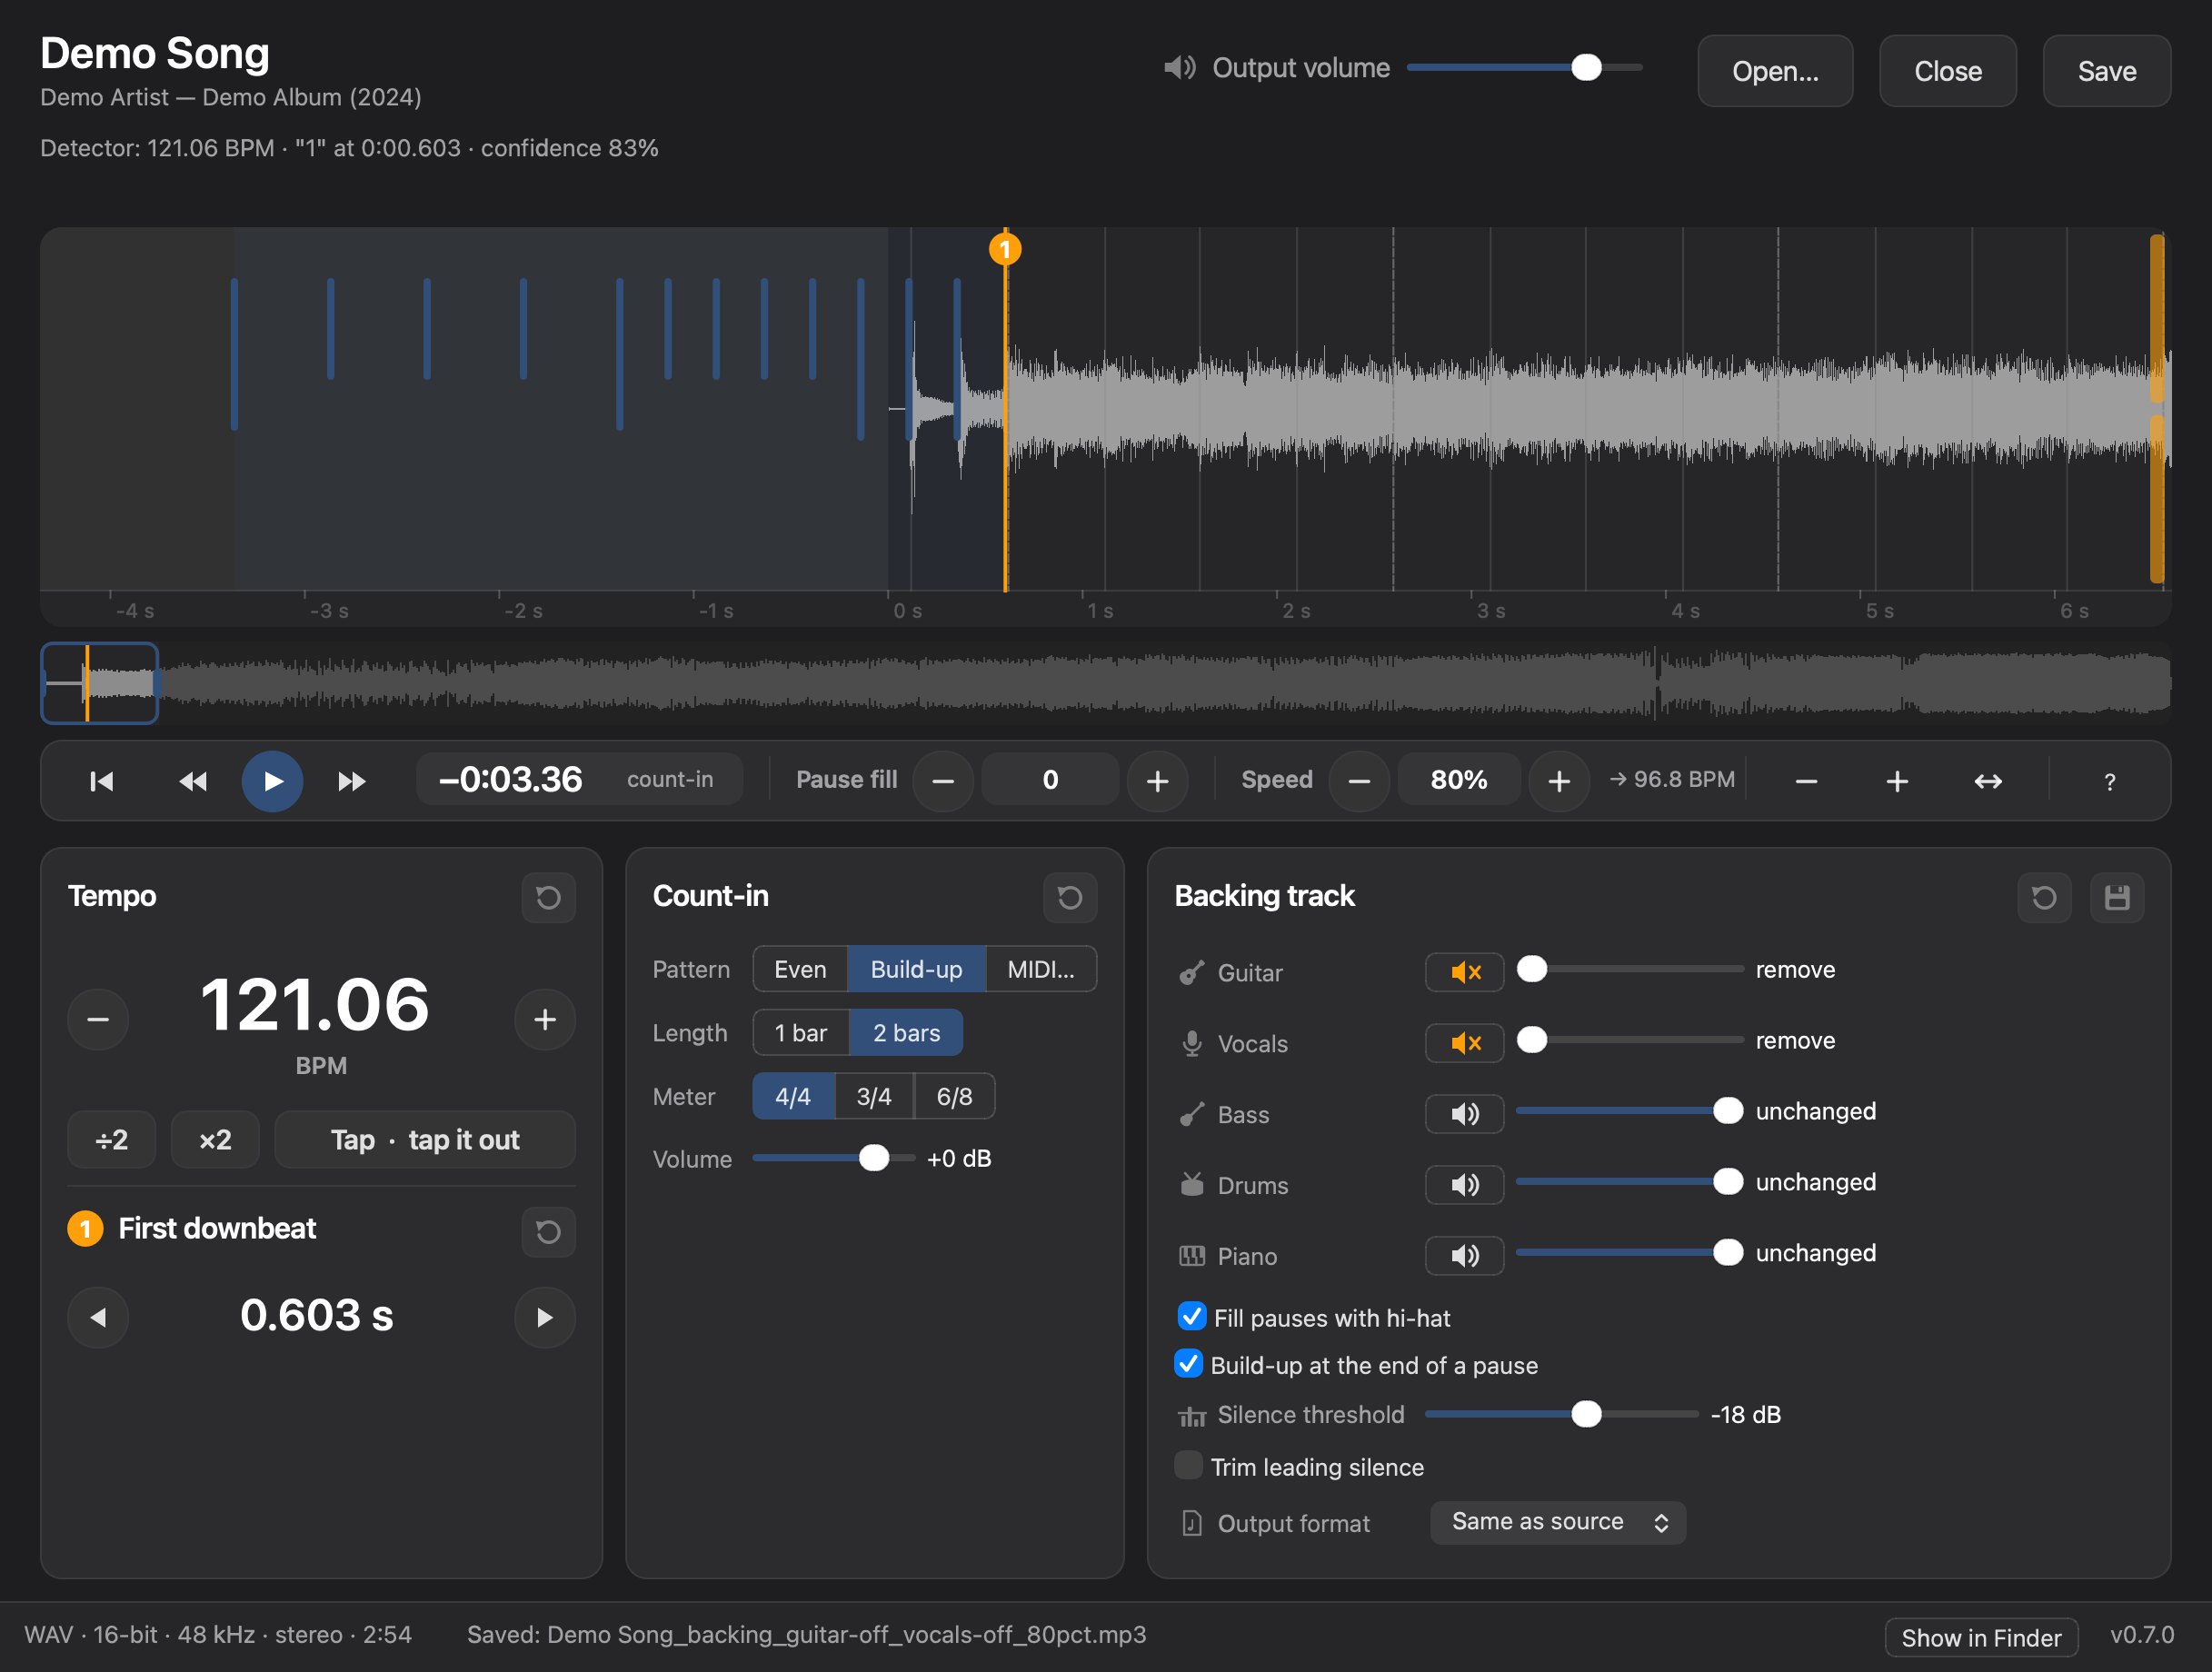 Demo Song
Demo Artist — Demo Album (2024)
Detector: 121.06 BPM · "1" at 0:00.603 · confidence 83%
Output volume
Open...
Close
Save
1
-4 s -3 s -2 s -1 s 0 s 1 s 2 s 3 s 4 s 5 s 6 s
−0:03.36 count-in Pause fill − 0 + Speed − 80% + → 96.8 BPM − + ↔ ?
Tempo
− 121.06 +
BPM
÷2 ×2 Tap · tap it out
1 First downbeat
0.603 s
Count-in
Pattern Even Build-up MIDI...
Length 1 bar 2 bars
Meter 4/4 3/4 6/8
Volume +0 dB
Backing track
Guitar remove
Vocals remove
Bass unchanged
Drums unchanged
Piano unchanged
Fill pauses with hi-hat
Build-up at the end of a pause
Silence threshold -18 dB
Trim leading silence
Output format Same as source
WAV · 16-bit · 48 kHz · stereo · 2:54 Saved: Demo Song_backing_guitar-off_vocals-off_80pct.mp3 Show in Finder v0.7.0